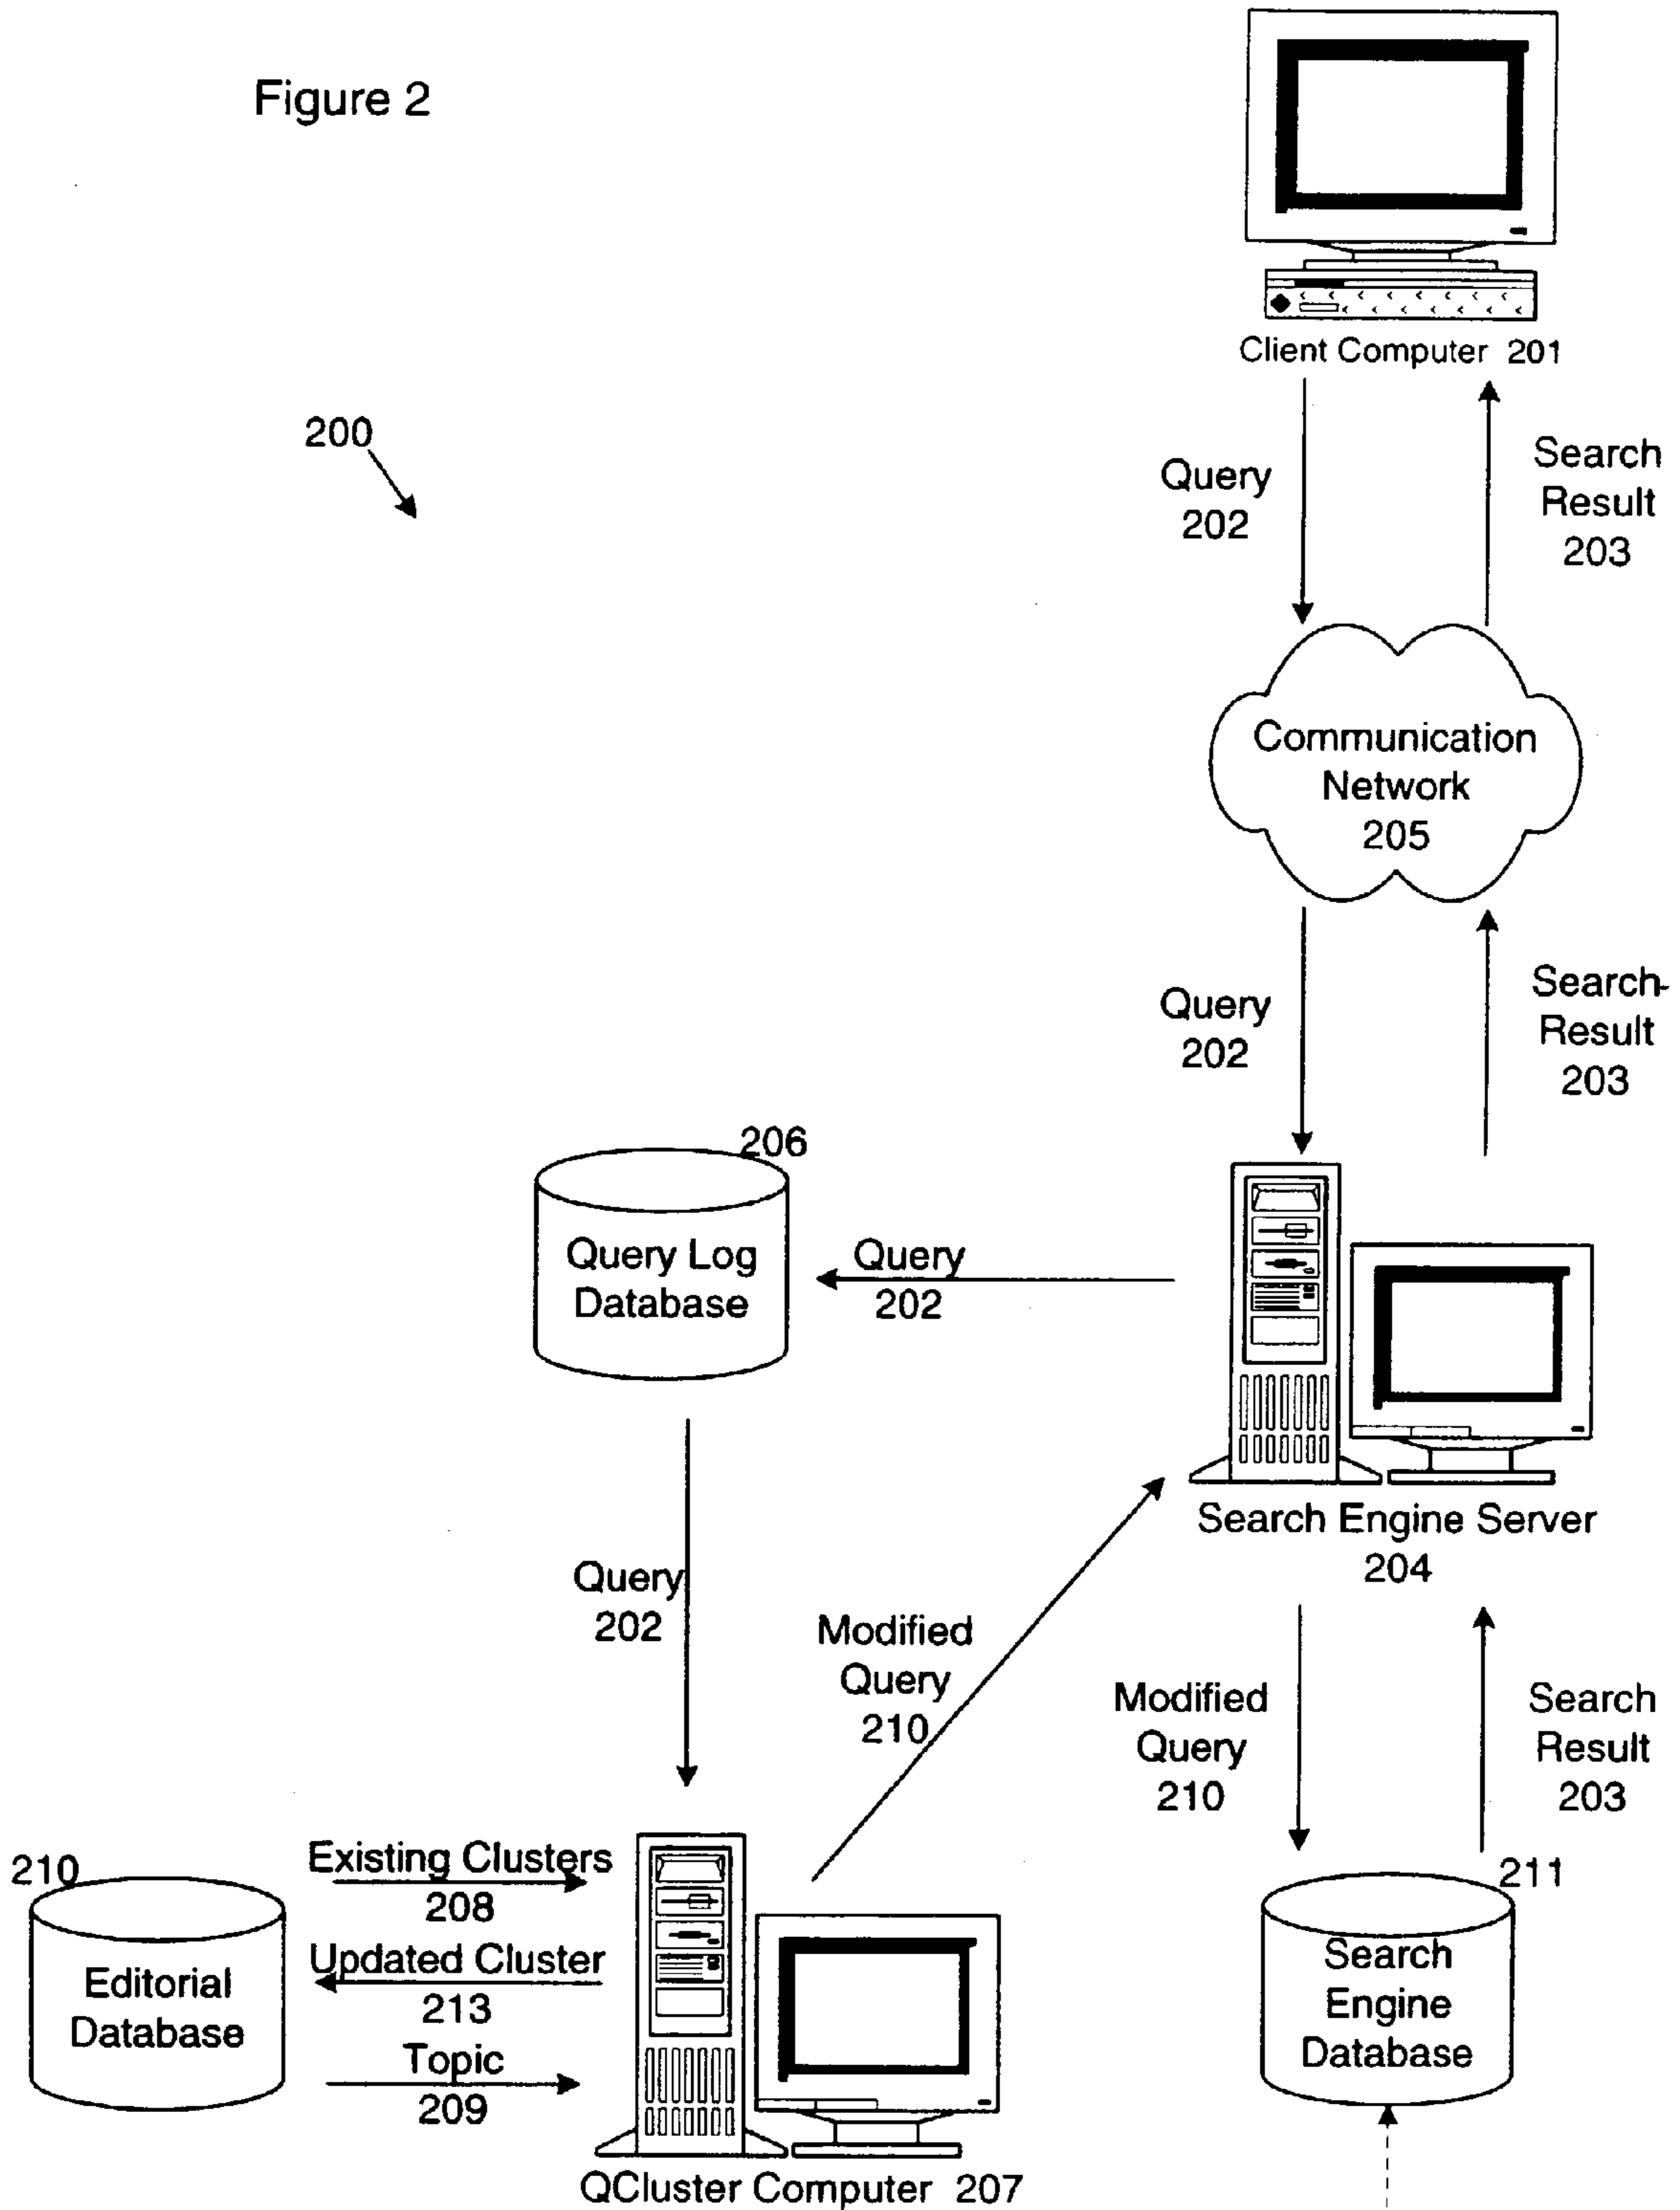 Figure 2
Client Computer 201
200
Query
202
Search
Result
203
Communication
Network
205
Query
202
Search-
Result
203
206
Query Log
Database
Query
202
Search Engine Server
204
Query
202
Modified
Query
210
Modified
Query
210
Search
Result
203
210
Editorial
Database
Existing Clusters
208
Updated Cluster
213
Topic
209
211
Search
Engine
Database
QCluster Computer 207